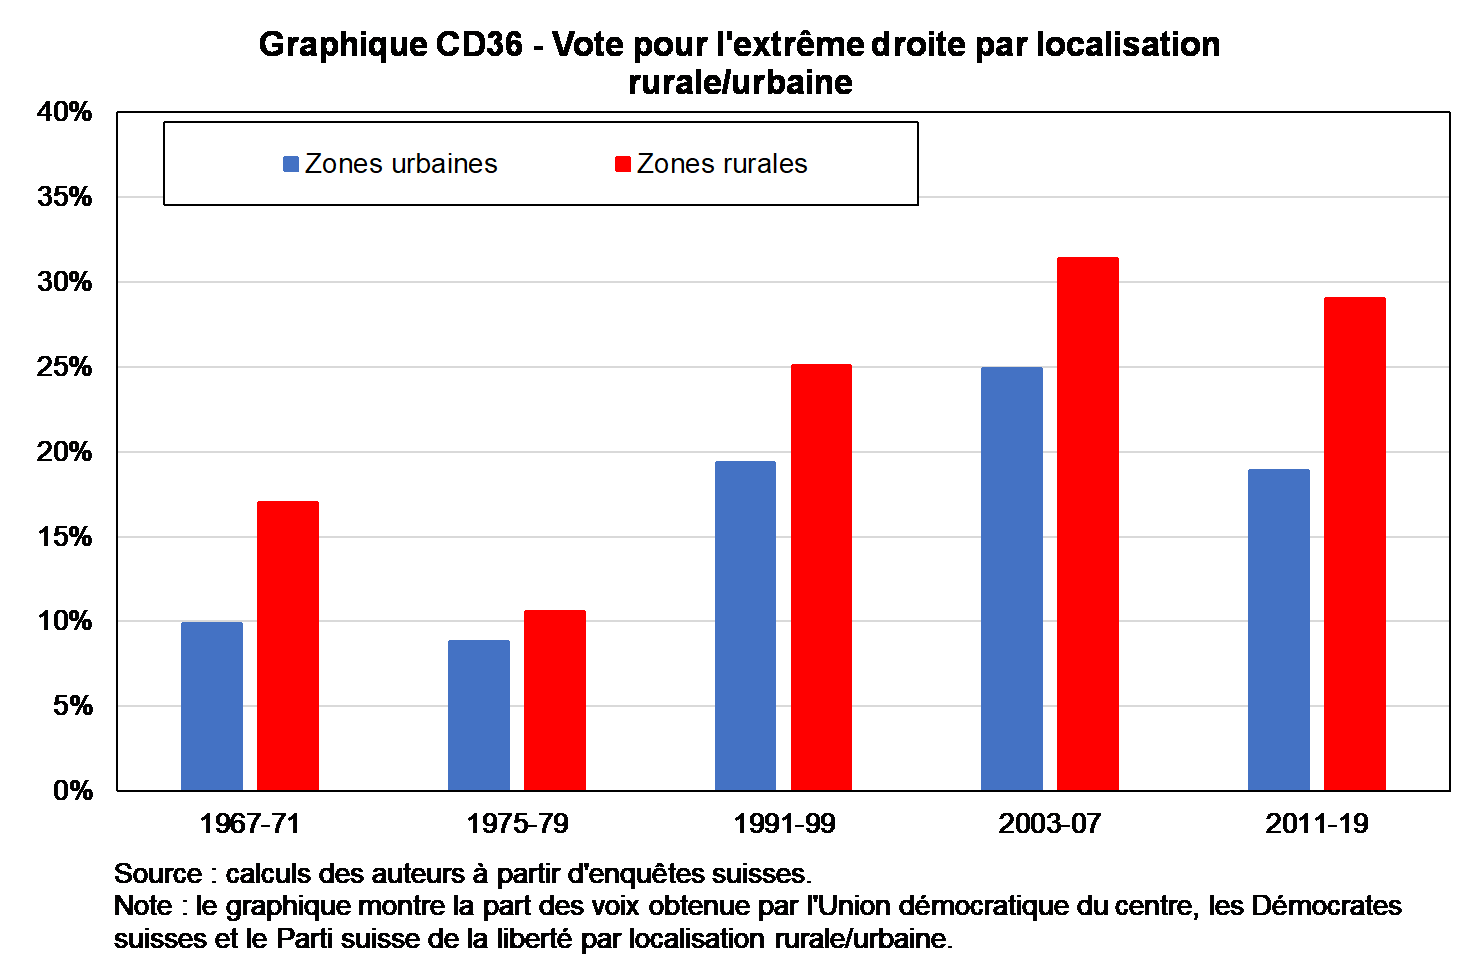 Graphique CD36 - Vote pour l'extrême droite par localisation
rurale/urbaine
40%
35%
30%
25%
20%
15%
10%
5%
0%
Zones urbaines
Zones rurales
1967-71
1975-79
1991-99
2003-07
2011-19
Source : calculs des auteurs à partir d'enquêtes suisses.
Note : le graphique montre la part des voix obtenue par l'Union démocratique du centre, les Démocrates
suisses et le Parti suisse de la liberté par localisation rurale/urbaine.